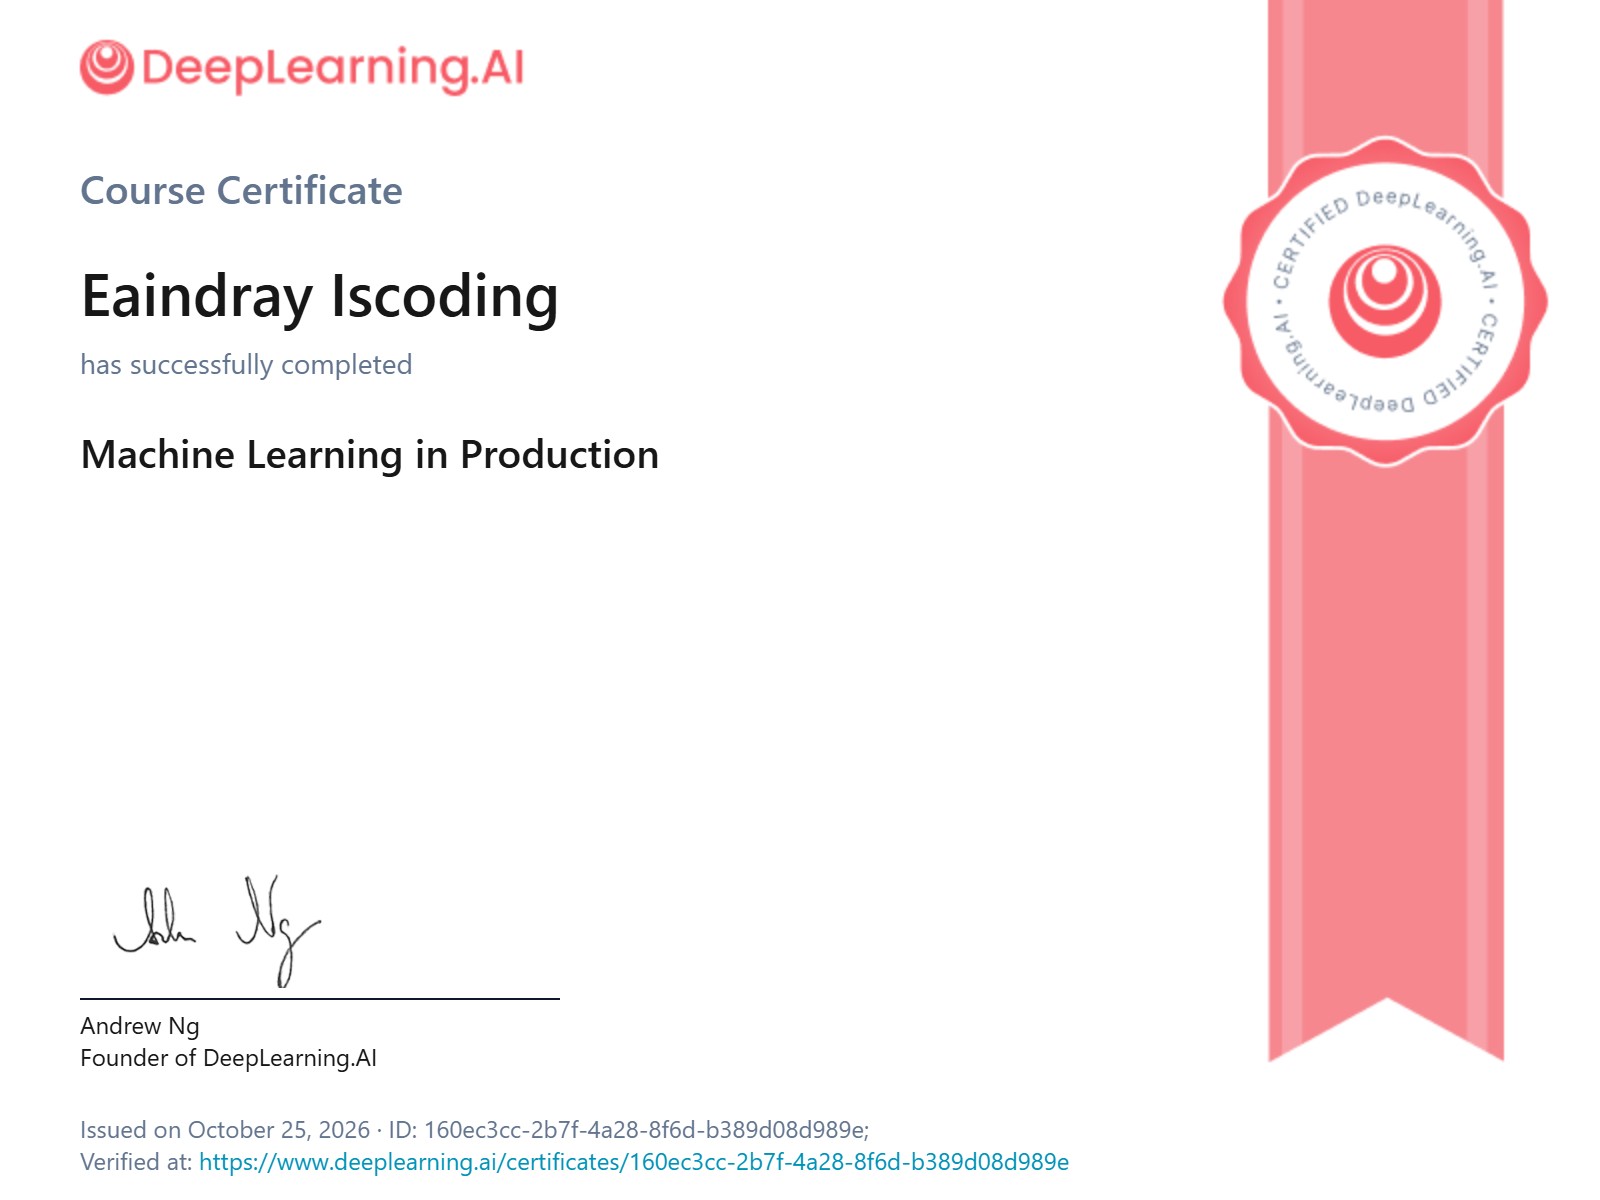 DeepLearning.AI
Course Certificate
Eaindray Iscoding
has successfully completed
Machine Learning in Production
CERTIFIED DeepLearning.AI • CERTIFIED DeepLearning.AI •
Andrew Ng
Founder of DeepLearning.AI
Issued on October 25, 2026 · ID: 160ec3cc-2b7f-4a28-8f6d-b389d08d989e;
Verified at: https://www.deeplearning.ai/certificates/160ec3cc-2b7f-4a28-8f6d-b389d08d989e